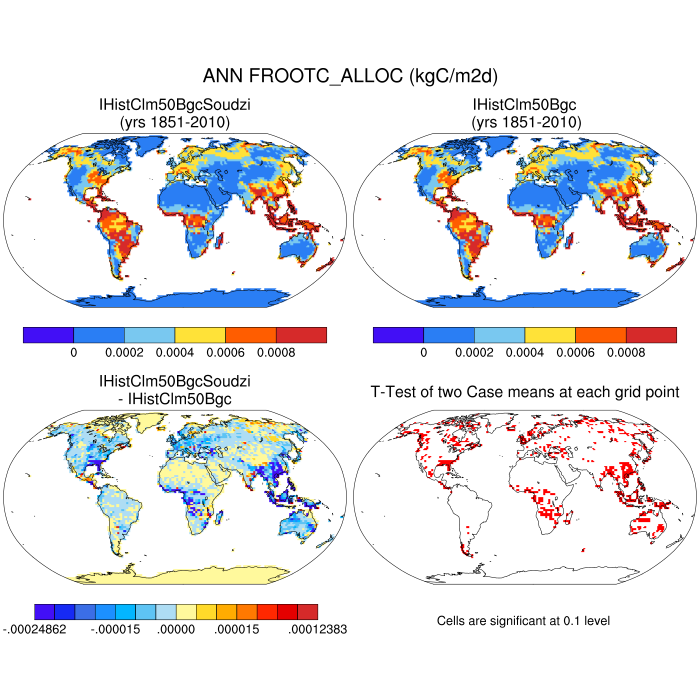 ANN FROOTC_ALLOC (kgC/m2d)
IHistClm50BgcSoudzi
(yrs 1851-2010)
IHistClm50Bgc
(yrs 1851-2010)
0 0.0002 0.0004 0.0006 0.0008
0 0.0002 0.0004 0.0006 0.0008
IHistClm50BgcSoudzi
- IHistClm50Bgc
T-Test of two Case means at each grid point
-.00024862 -.000015 .00000 .000015 .00012383
Cells are significant at 0.1 level